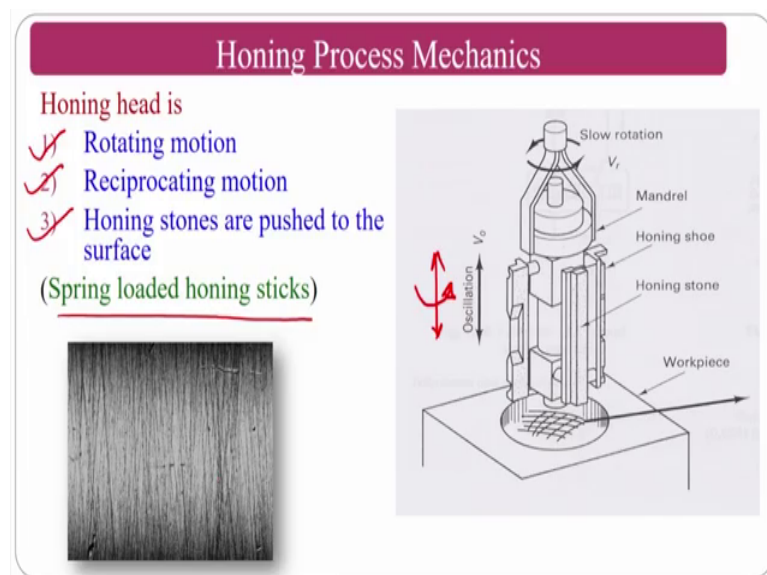 Honing Process Mechanics
Honing head is
1) Rotating motion
2) Reciprocating motion
3) Honing stones are pushed to the
surface
(Spring loaded honing sticks)
Slow rotation
Vr
Mandrel
Vo
Honing shoe
Oscillation
Honing stone
Workpiece